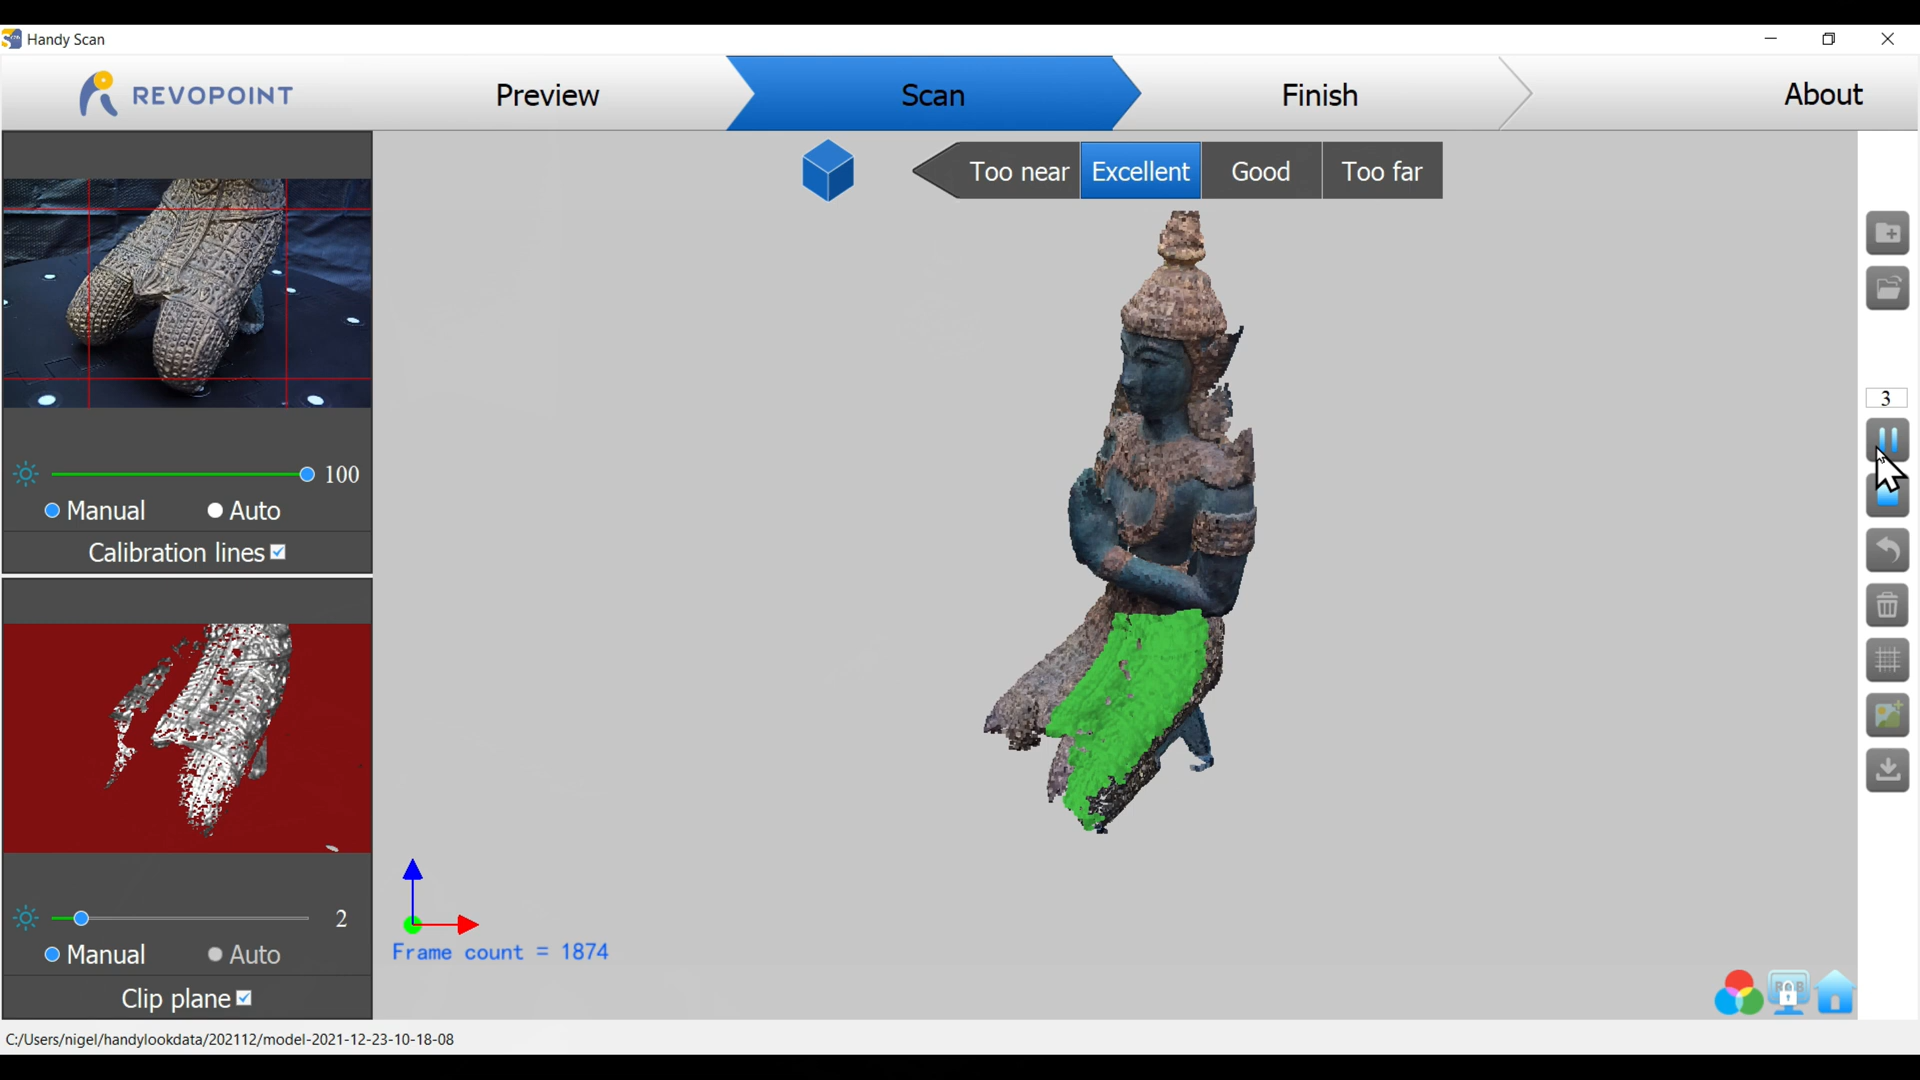 Handy Scan
REVOPOINT
Preview
Scan
Finish
About
Too near
Excellent
Good
Too far
3
100
Manual
Auto
Calibration lines
2
Manual
Auto
Clip plane
Frame count = 1874
RGB
C:/Users/nigel/handylookdata/202112/model-2021-12-23-10-18-08